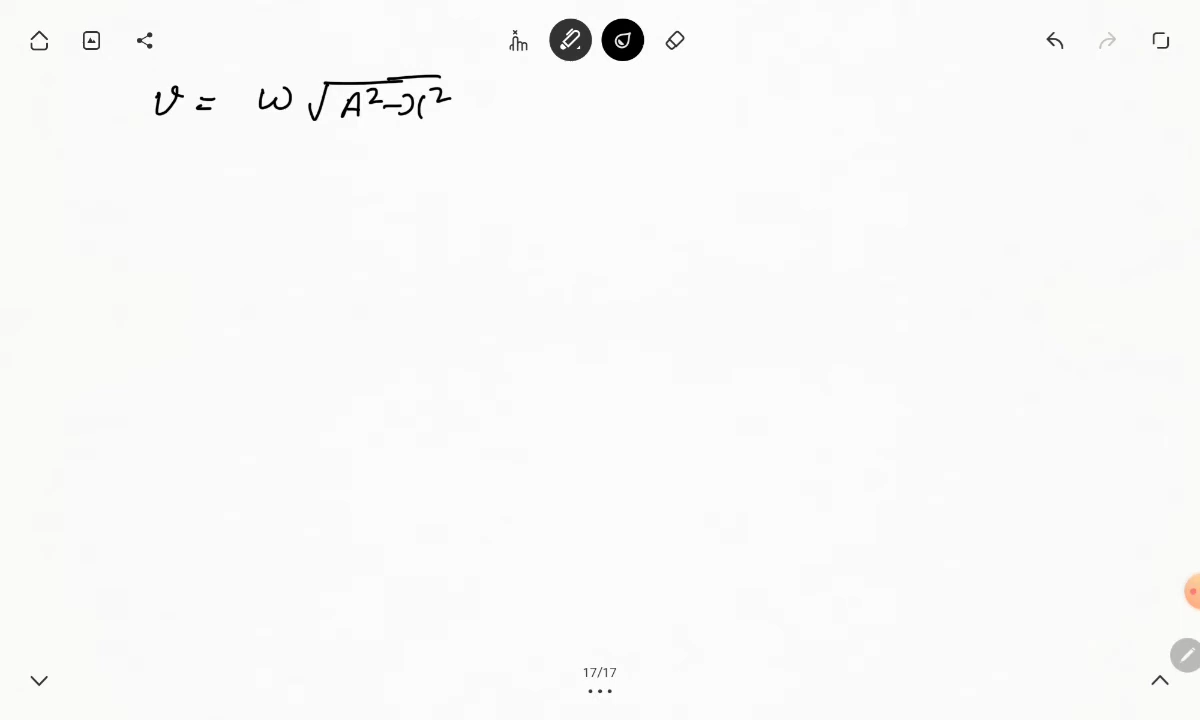 v = ω √A²-x²
17/17